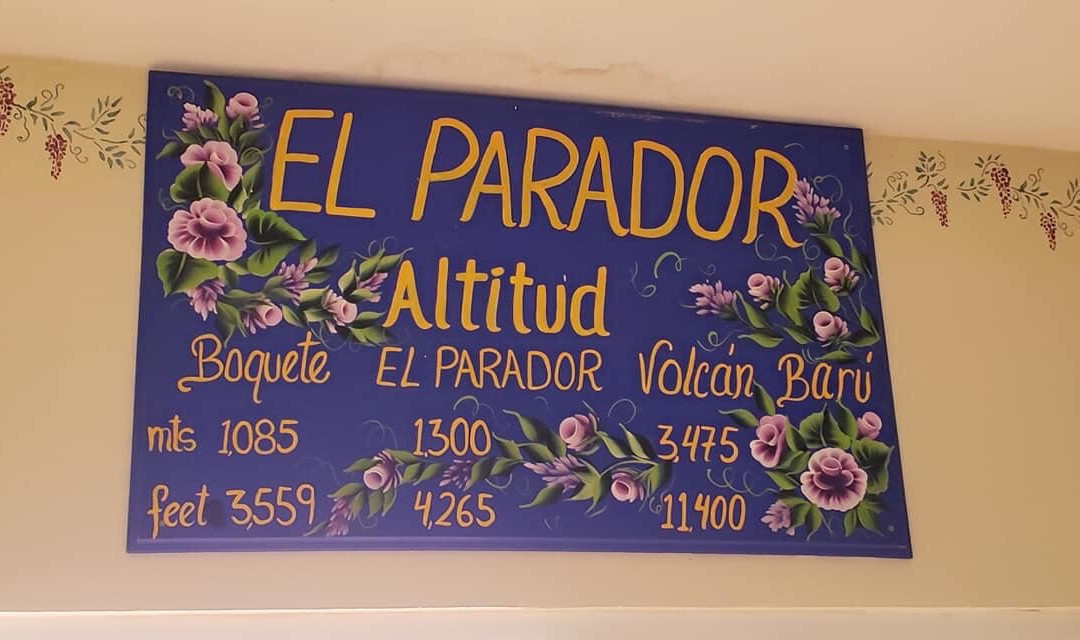 EL PARADOR
Altitud
Boquete EL PARADOR Volcán Barú
mts 1,085 1,300 3,475
feet 3,559 4,265 11,400